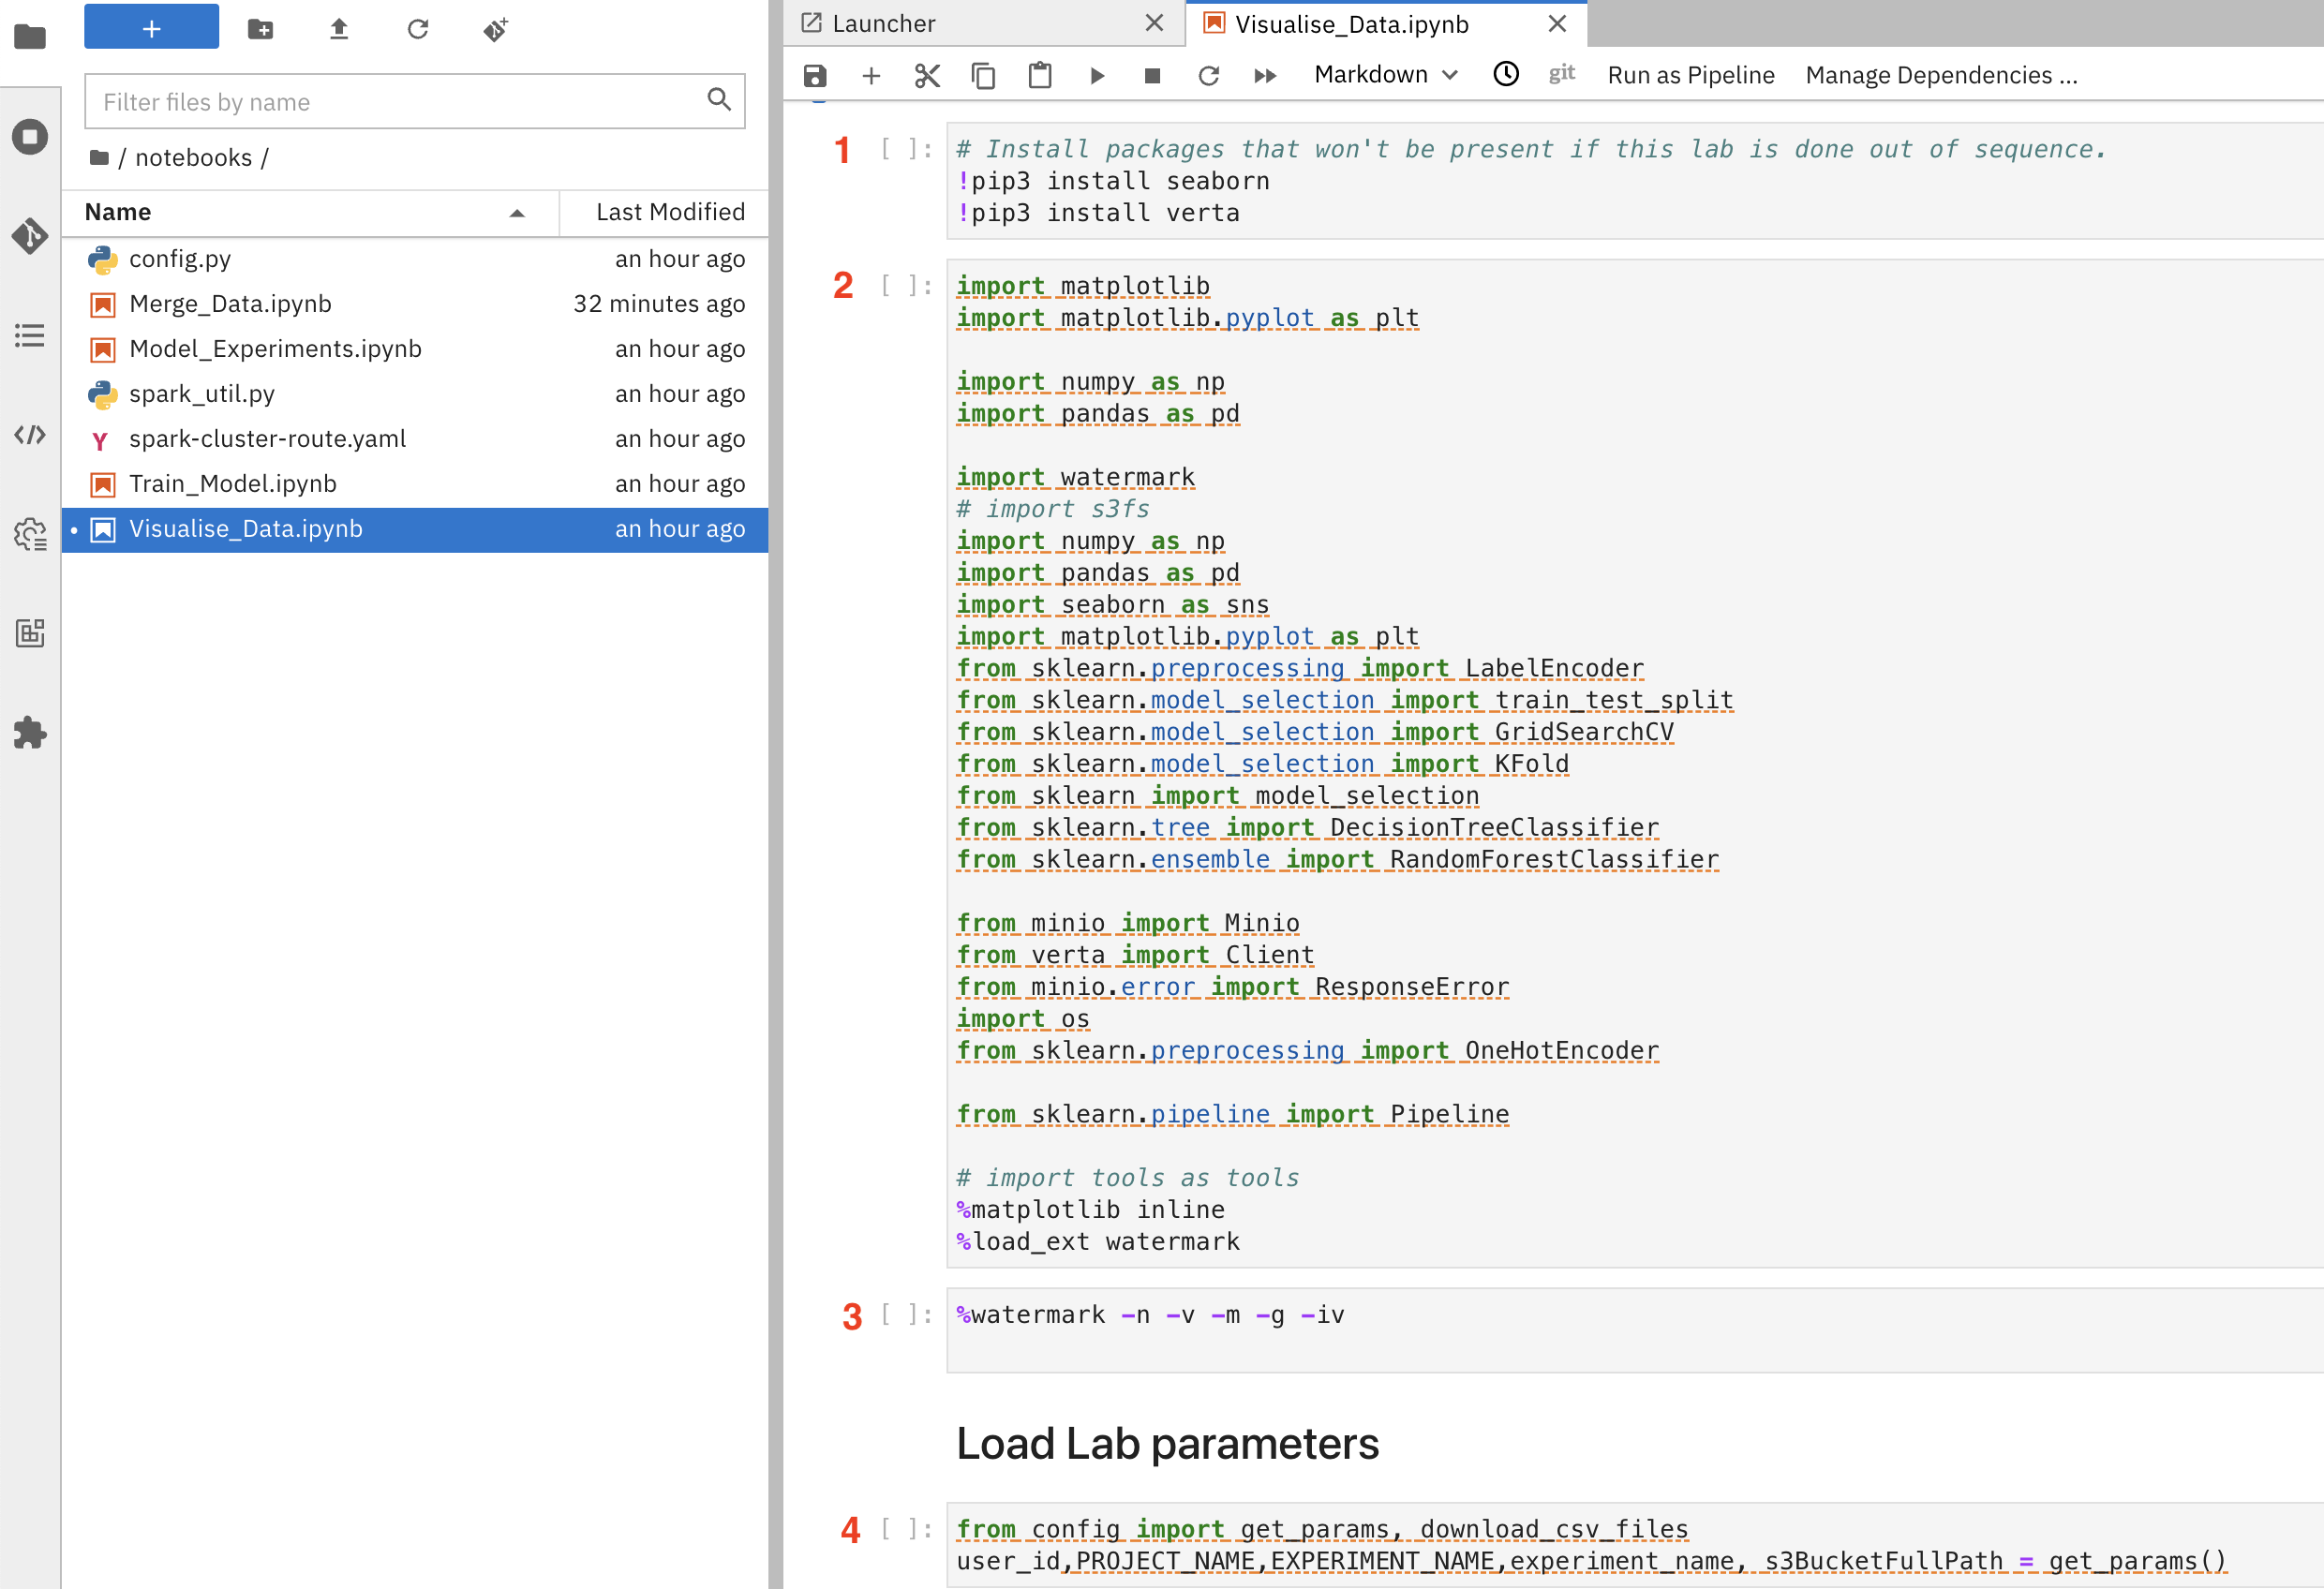 +
Filter files by name
/ notebooks /
Name Last Modified
config.py an hour ago
Merge_Data.ipynb 32 minutes ago
Model_Experiments.ipynb an hour ago
spark_util.py an hour ago
Y spark-cluster-route.yaml an hour ago
Train_Model.ipynb an hour ago
Visualise_Data.ipynb an hour ago
Launcher
Visualise_Data.ipynb
Markdown git Run as Pipeline Manage Dependencies ...
1 [ ]: # Install packages that won't be present if this lab is done out of sequence.
!pip3 install seaborn
!pip3 install verta
2 [ ]: import matplotlib
import matplotlib.pyplot as plt
import numpy as np
import pandas as pd
import watermark
# import s3fs
import numpy as np
import pandas as pd
import seaborn as sns
import matplotlib.pyplot as plt
from sklearn.preprocessing import LabelEncoder
from sklearn.model_selection import train_test_split
from sklearn.model_selection import GridSearchCV
from sklearn.model_selection import KFold
from sklearn import model_selection
from sklearn.tree import DecisionTreeClassifier
from sklearn.ensemble import RandomForestClassifier
from minio import Minio
from verta import Client
from minio.error import ResponseError
import os
from sklearn.preprocessing import OneHotEncoder
from sklearn.pipeline import Pipeline
# import tools as tools
%matplotlib inline
%load_ext watermark
3 [ ]: %watermark -n -v -m -g -iv
Load Lab parameters
4 [ ]: from config import get_params, download_csv_files
user_id,PROJECT_NAME,EXPERIMENT_NAME,experiment_name, s3BucketFullPath = get_params()